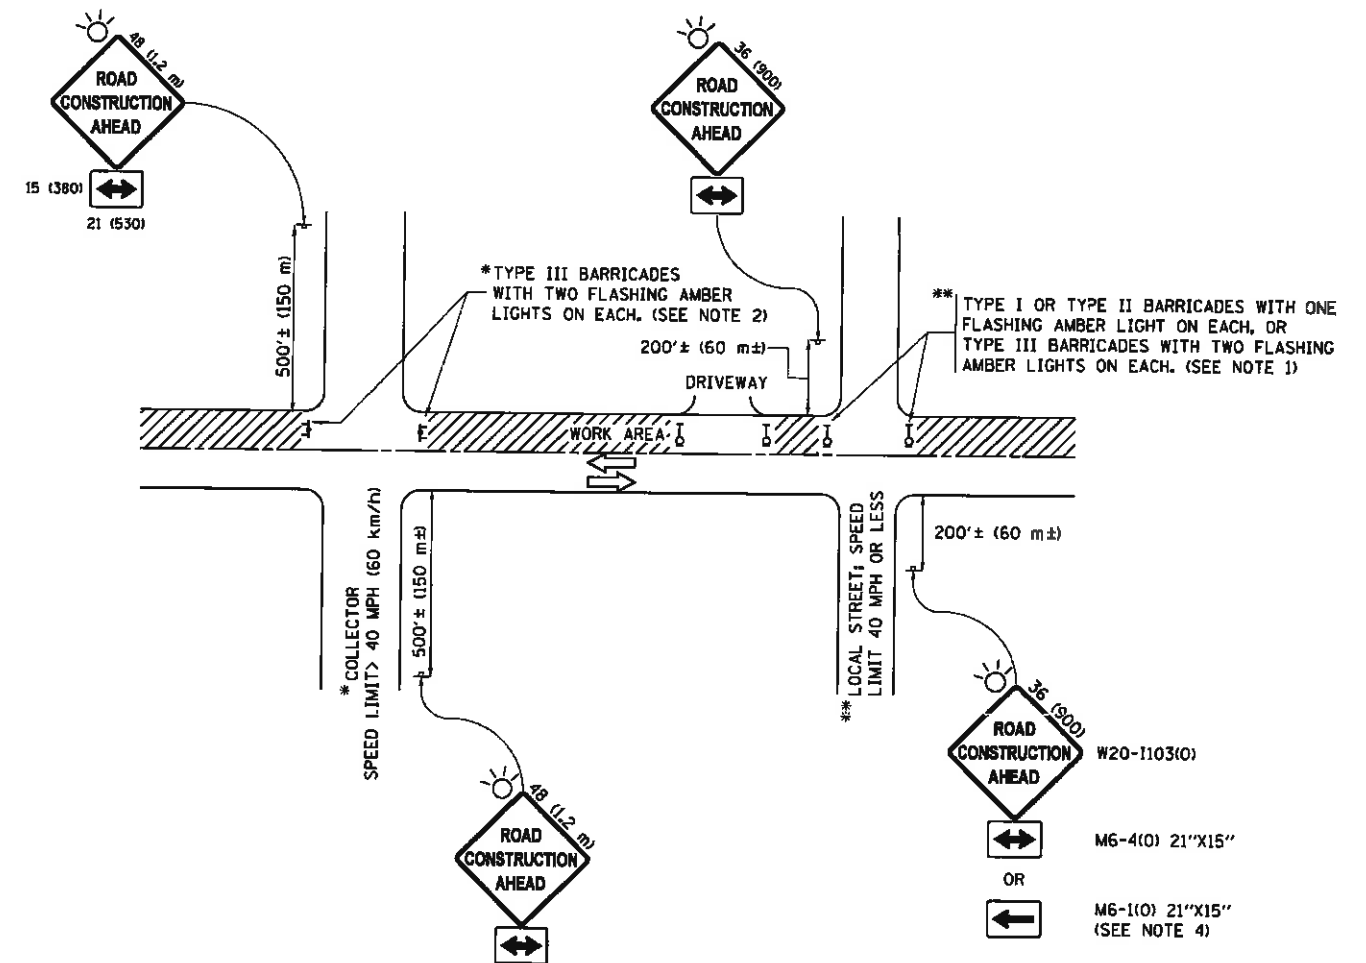 48 (1.2 m)
ROAD
CONSTRUCTION
AHEAD
15 (380)
21 (530)
36 (900)
ROAD
CONSTRUCTION
AHEAD
500'± (150 m)
*TYPE III BARRICADES
WITH TWO FLASHING AMBER
LIGHTS ON EACH. (SEE NOTE 2)
200'± (60 m±)
DRIVEWAY
** TYPE I OR TYPE II BARRICADES WITH ONE
FLASHING AMBER LIGHT ON EACH, OR
TYPE III BARRICADES WITH TWO FLASHING
AMBER LIGHTS ON EACH. (SEE NOTE 1)
WORK AREA
*COLLECTOR
SPEED LIMIT> 40 MPH (60 km/h)
500'± (150 m±)
**LOCAL STREET; SPEED
LIMIT 40 MPH OR LESS
200'± (60 m±)
48 (1.2 m)
ROAD
CONSTRUCTION
AHEAD
36 (900)
ROAD
CONSTRUCTION
AHEAD
W20-I103(O)
M6-4(O) 21"X15"
OR
M6-1(O) 21"X15"
(SEE NOTE 4)